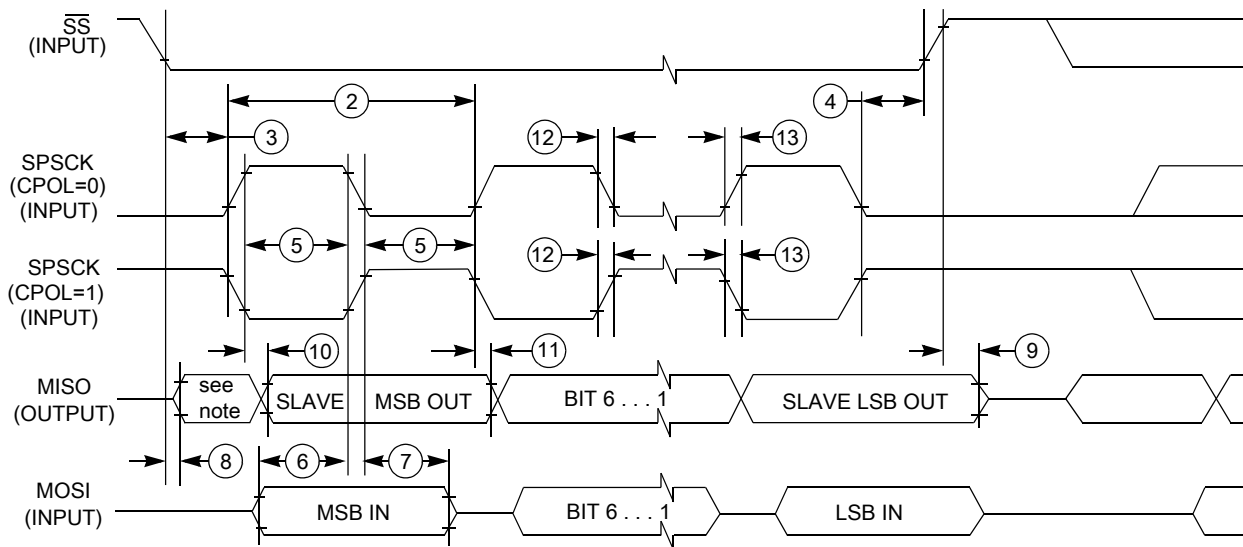 SS
(INPUT)
2
4
3
12
13
SPSCK
(CPOL=0)
(INPUT)
5
5
12
13
SPSCK
(CPOL=1)
(INPUT)
10
11
9
MISO
(OUTPUT)
see
note
SLAVE
MSB OUT
BIT 6 . . . 1
SLAVE LSB OUT
8
6
7
MOSI
(INPUT)
MSB IN
BIT 6 . . . 1
LSB IN